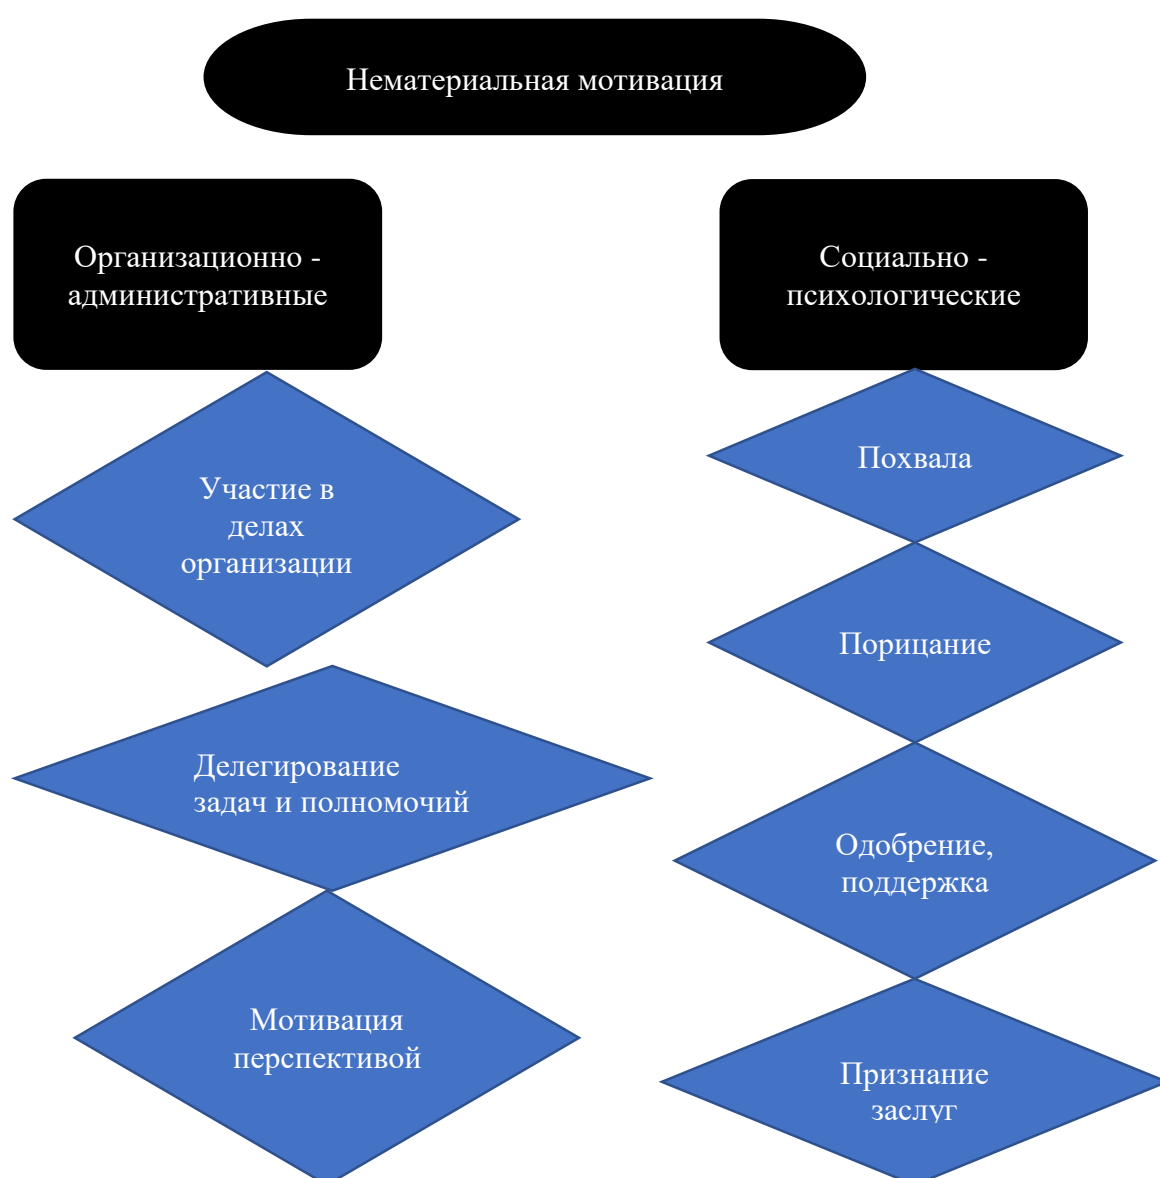 Нематериальная мотивация
Организационно -
административные
Социально -
психологические
Участие в
делах
организации
Делегирование
задач и полномочий
Мотивация
перспективой
Похвала
Порицание
Одобрение,
поддержка
Признание
заслуг